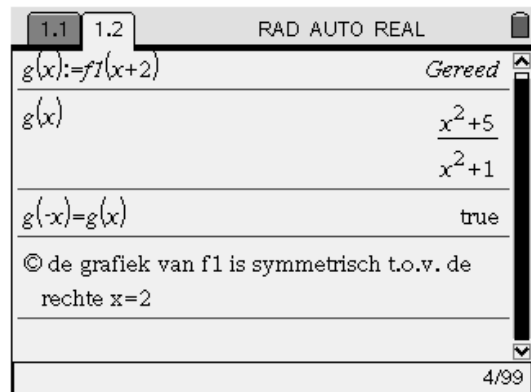 1.1 1.2 RAD AUTO REAL
g(x):=f1(x+2) Gereed
g(x) x²+5
x²+1
g(-x)=g(x) true
© de grafiek van f1 is symmetrisch t.o.v. de
rechte x=2
4/99